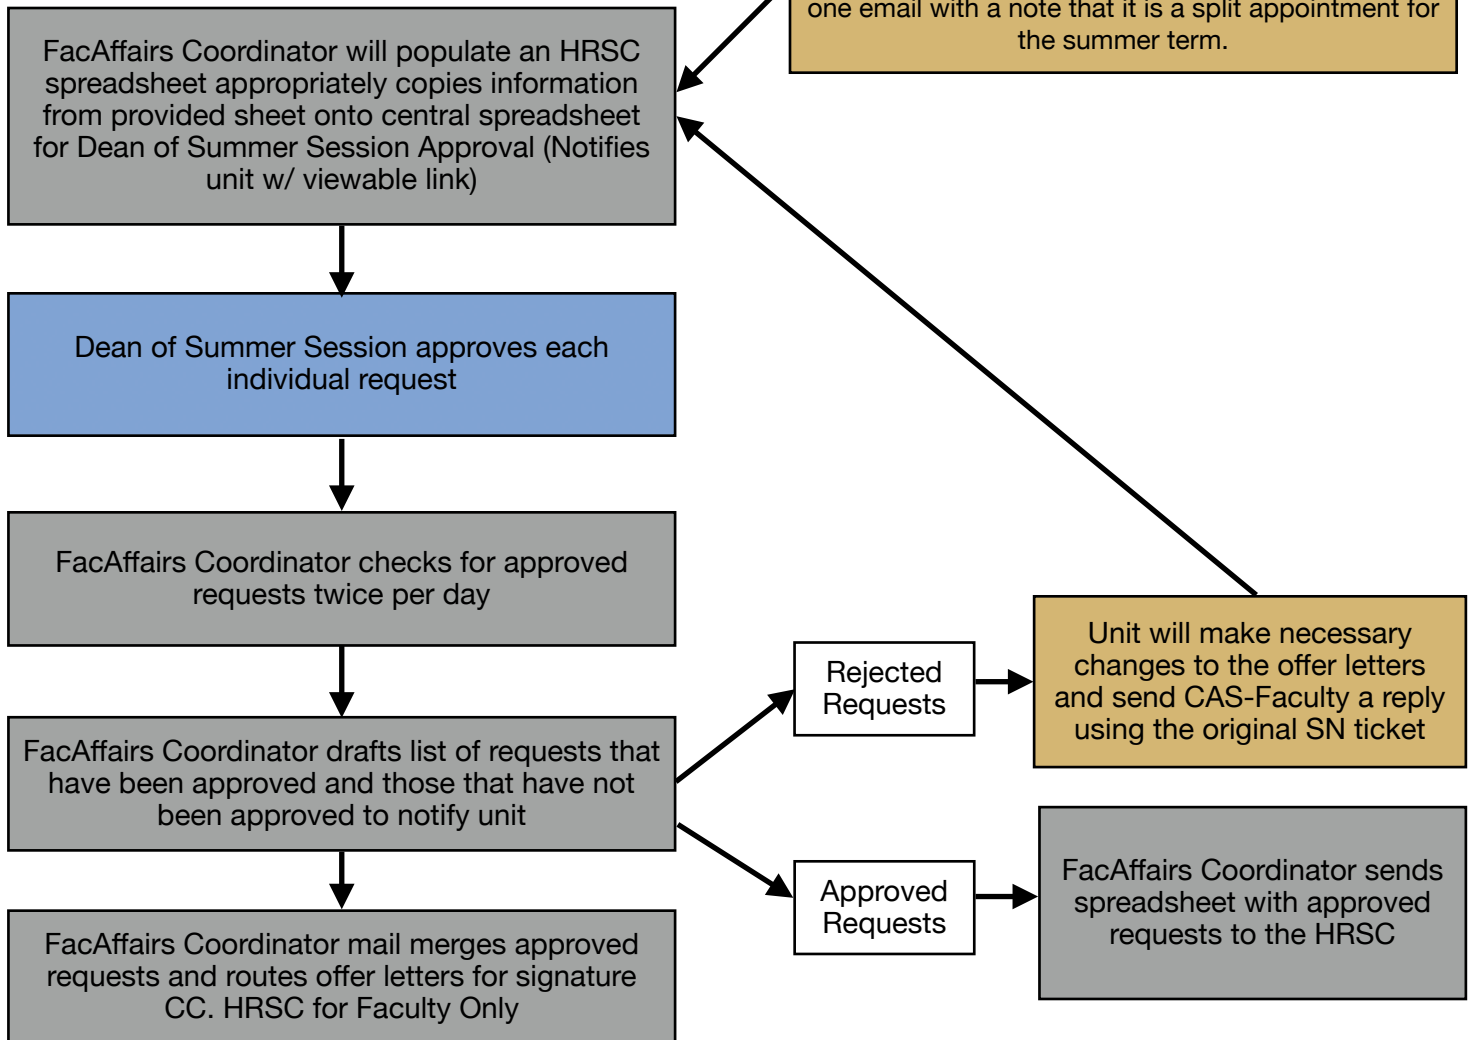 one email with a note that it is a split appointment for
the summer term.
FacAffairs Coordinator will populate an HRSC
spreadsheet appropriately copies information
from provided sheet onto central spreadsheet
for Dean of Summer Session Approval (Notifies
unit w/ viewable link)
Dean of Summer Session approves each
individual request
FacAffairs Coordinator checks for approved
requests twice per day
FacAffairs Coordinator drafts list of requests that
have been approved and those that have not
been approved to notify unit
Rejected
Requests
Unit will make necessary
changes to the offer letters
and send CAS-Faculty a reply
using the original SN ticket
Approved
Requests
FacAffairs Coordinator sends
spreadsheet with approved
requests to the HRSC
FacAffairs Coordinator mail merges approved
requests and routes offer letters for signature
CC. HRSC for Faculty Only